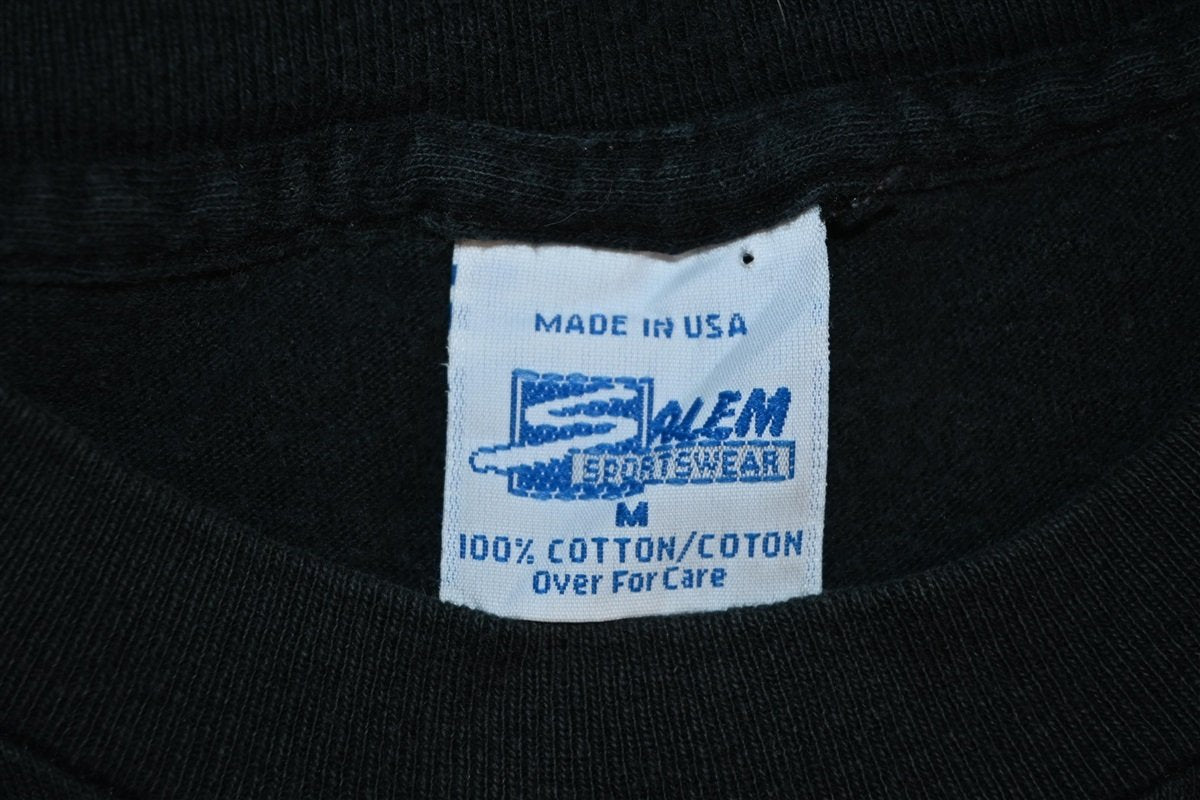 MADE IN USA
SALEM
SPORTSWEAR
M
100% COTTON/COTON
Over For Care